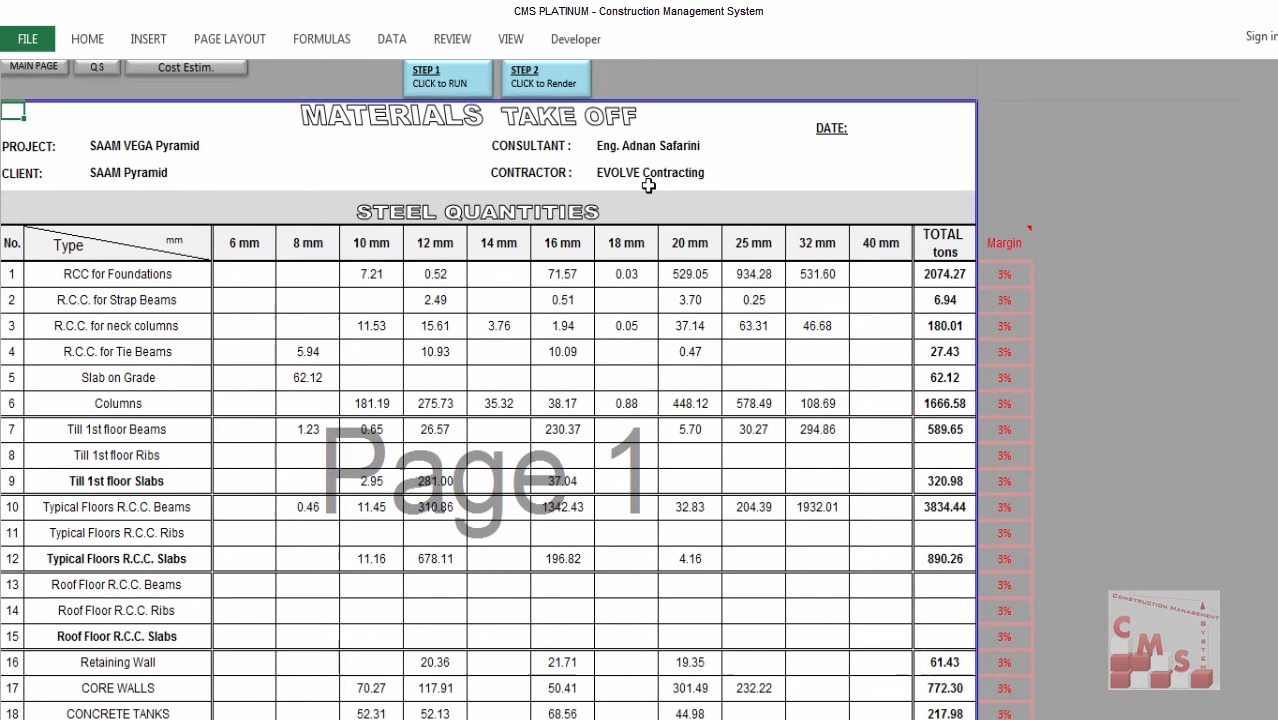 CMS PLATINUM - Construction Management System
FILE HOME INSERT PAGE LAYOUT FORMULAS DATA REVIEW VIEW Developer Sign in
MAIN PAGE Q S Cost Estim. STEP 1 CLICK to RUN STEP 2 CLICK to Render
MATERIALS TAKE OFF
DATE:
PROJECT: SAAM VEGA Pyramid CONSULTANT : Eng. Adnan Safarini
CLIENT: SAAM Pyramid CONTRACTOR : EVOLVE Contracting
STEEL QUANTITIES
No. Type mm 6 mm 8 mm 10 mm 12 mm 14 mm 16 mm 18 mm 20 mm 25 mm 32 mm 40 mm TOTAL tons Margin
1 RCC for Foundations 7.21 0.52 71.57 0.03 529.05 934.28 531.60 2074.27 3%
2 R.C.C. for Strap Beams 2.49 0.51 3.70 0.25 6.94 3%
3 R.C.C. for neck columns 11.53 15.61 3.76 1.94 0.05 37.14 63.31 46.68 180.01 3%
4 R.C.C. for Tie Beams 5.94 10.93 10.09 0.47 27.43 3%
5 Slab on Grade 62.12 62.12 3%
6 Columns 181.19 275.73 35.32 38.17 0.88 448.12 578.49 108.69 1666.58 3%
7 Till 1st floor Beams 1.23 0.65 26.57 230.37 5.70 30.27 294.86 589.65 3%
8 Till 1st floor Ribs 3%
9 Till 1st floor Slabs 2.95 281.00 37.04 320.98 3%
Page 1
10 Typical Floors R.C.C. Beams 0.46 11.45 310.86 1342.43 32.83 204.39 1932.01 3834.44 3%
11 Typical Floors R.C.C. Ribs 3%
12 Typical Floors R.C.C. Slabs 11.16 678.11 196.82 4.16 890.26 3%
13 Roof Floor R.C.C. Beams 3%
14 Roof Floor R.C.C. Ribs 3%
15 Roof Floor R.C.C. Slabs 3%
16 Retaining Wall 20.36 21.71 19.35 61.43 3%
17 CORE WALLS 70.27 117.91 50.41 301.49 232.22 772.30 3%
18 CONCRETE TANKS 52.31 52.13 68.56 44.98 217.98 3%
CONSTRUCTION MANAGEMENT
SYSTEM
CMS